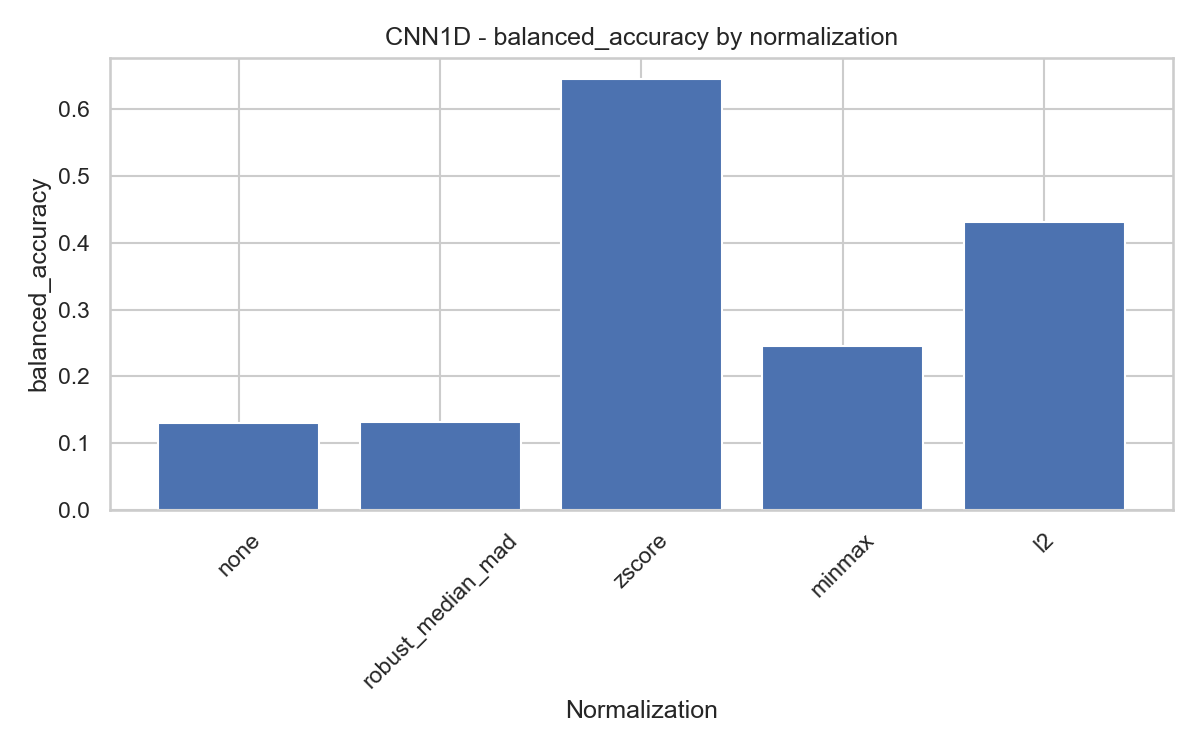 CNN1D - balanced_accuracy by normalization
balanced_accuracy
0.6
0.5
0.4
0.3
0.2
0.1
0.0
none
robust_median_mad
zscore
minmax
l2
Normalization